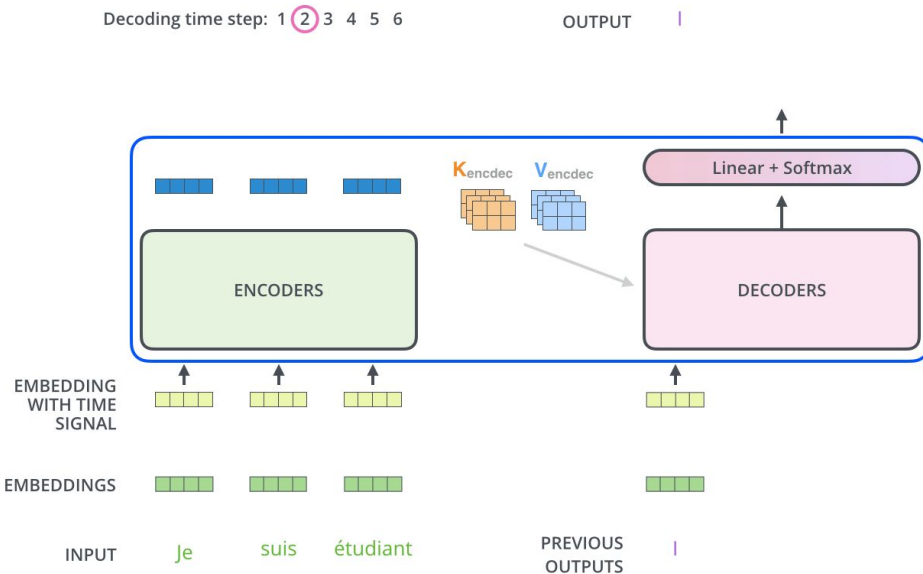 Decoding time step: 1 2 3 4 5 6
OUTPUT I
Kencdec Vencdec
Linear + Softmax
ENCODERS
DECODERS
EMBEDDING
WITH TIME
SIGNAL
EMBEDDINGS
INPUT Je suis étudiant
PREVIOUS
OUTPUTS I